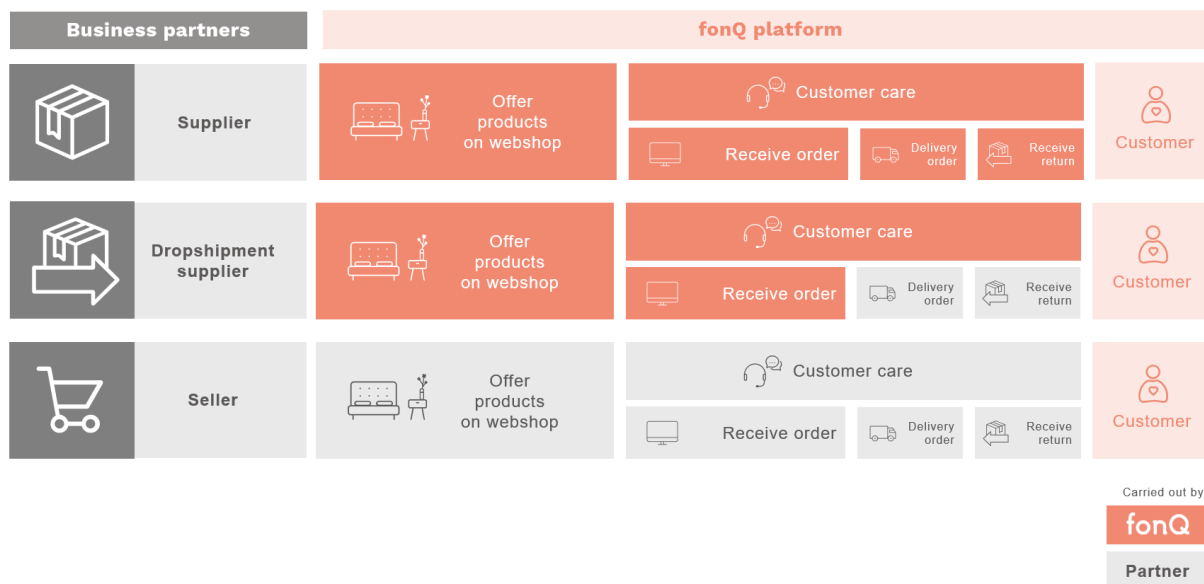 Business partners
fonQ platform
Supplier
Offer
products
on webshop
Customer care
Receive order
Delivery
order
Receive
return
Customer
Dropshipment
supplier
Offer
products
on webshop
Customer care
Receive order
Delivery
order
Receive
return
Customer
Seller
Offer
products
on webshop
Customer care
Receive order
Delivery
order
Receive
return
Customer
Carried out by
fonQ
Partner